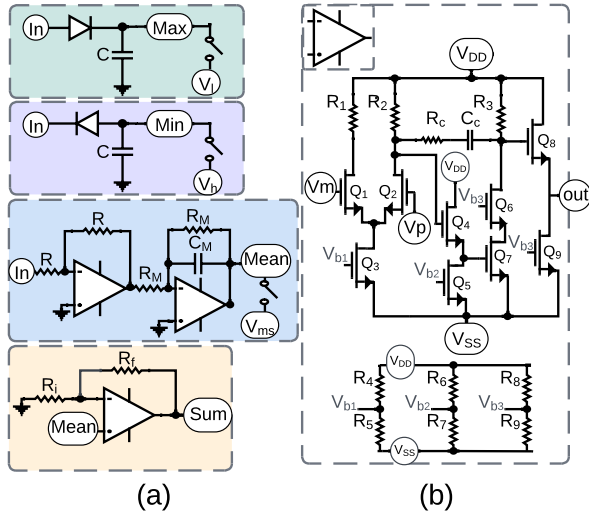 In
C
Max
V_l
In
C
Min
V_h
In
R
R
R_M
R_M
C_M
Mean
V_ms
R_i
R_f
Mean
Sum
(a)
V_DD
R_1
R_2
R_c
C_c
R_3
Q_8
V_DD
Vm
Q_1
Q_2
Vp
V_b3
Q_6
Q_4
out
V_b1
Q_3
V_b2
Q_5
Q_7
V_b3
Q_9
V_SS
V_DD
R_4
R_6
R_8
V_b1
V_b2
V_b3
R_5
R_7
R_9
V_SS
(b)